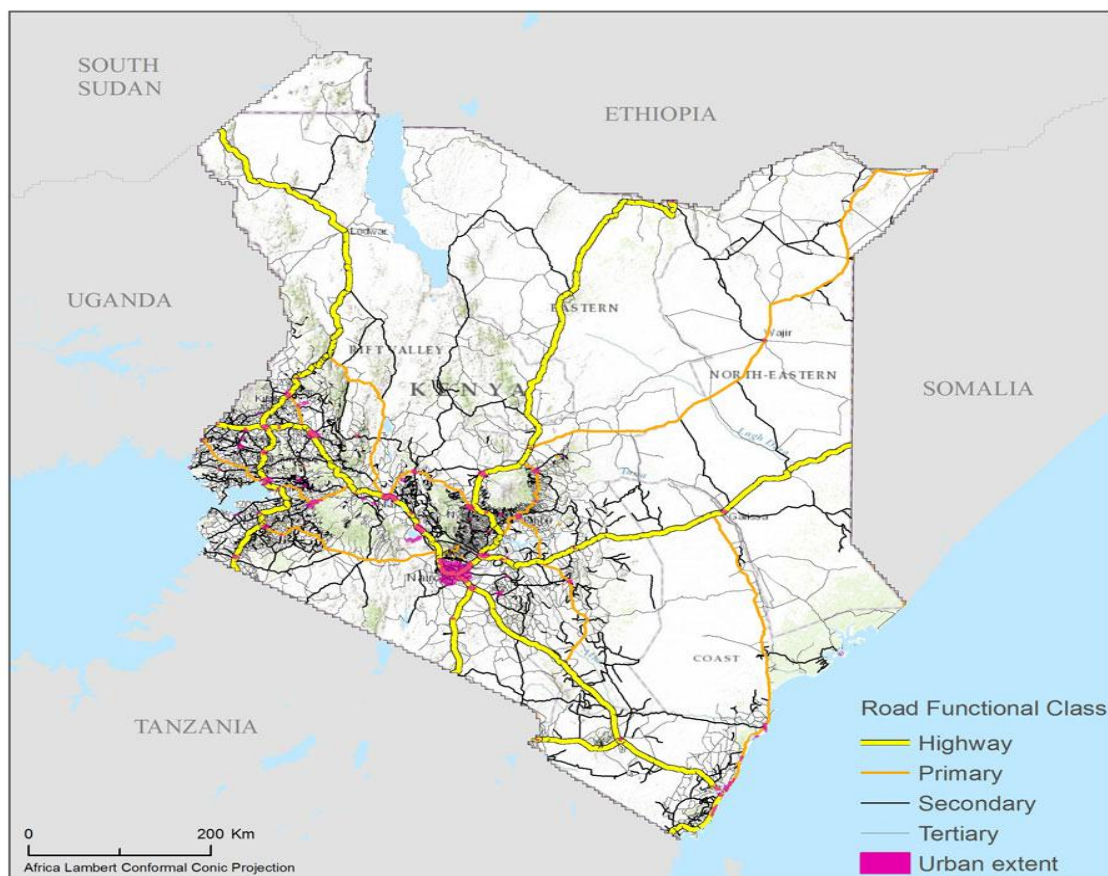 SOUTH
SUDAN
ETHIOPIA
UGANDA
Lodwar
EASTERN
Wajir
RIFT VALLEY
NORTH-EASTERN
KENYA
SOMALIA
Garissa
COAST
TANZANIA
Road Functional Class
Highway
Primary
Secondary
Tertiary
Urban extent
0 200 Km
Africa Lambert Conformal Conic Projection